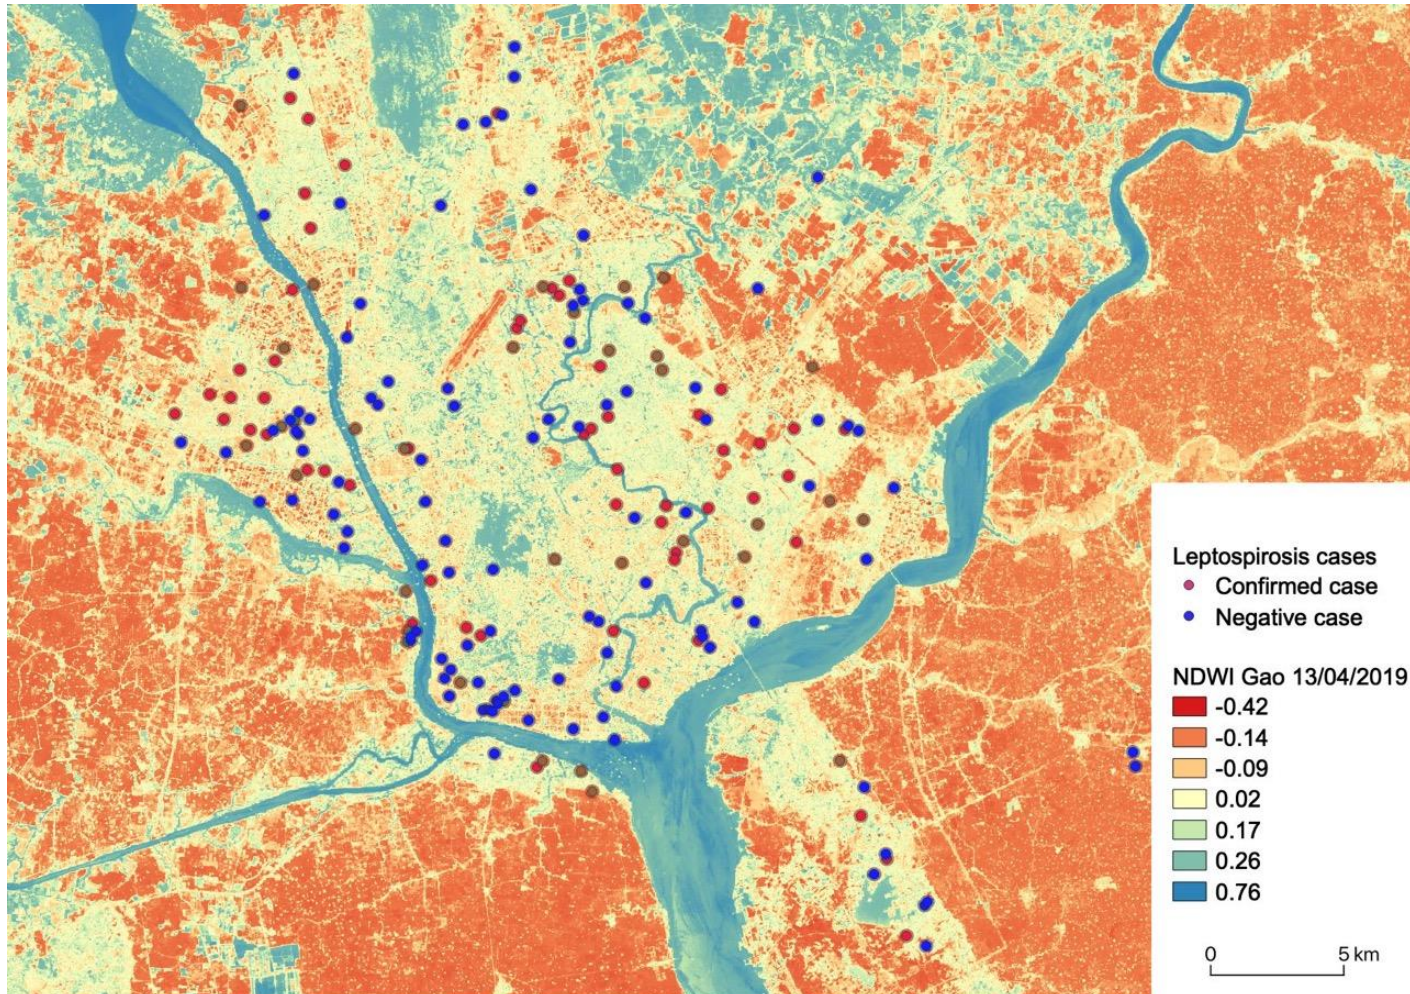 Leptospirosis cases
Confirmed case
Negative case
NDWI Gao 13/04/2019
-0.42
-0.14
-0.09
0.02
0.17
0.26
0.76
0 5 km